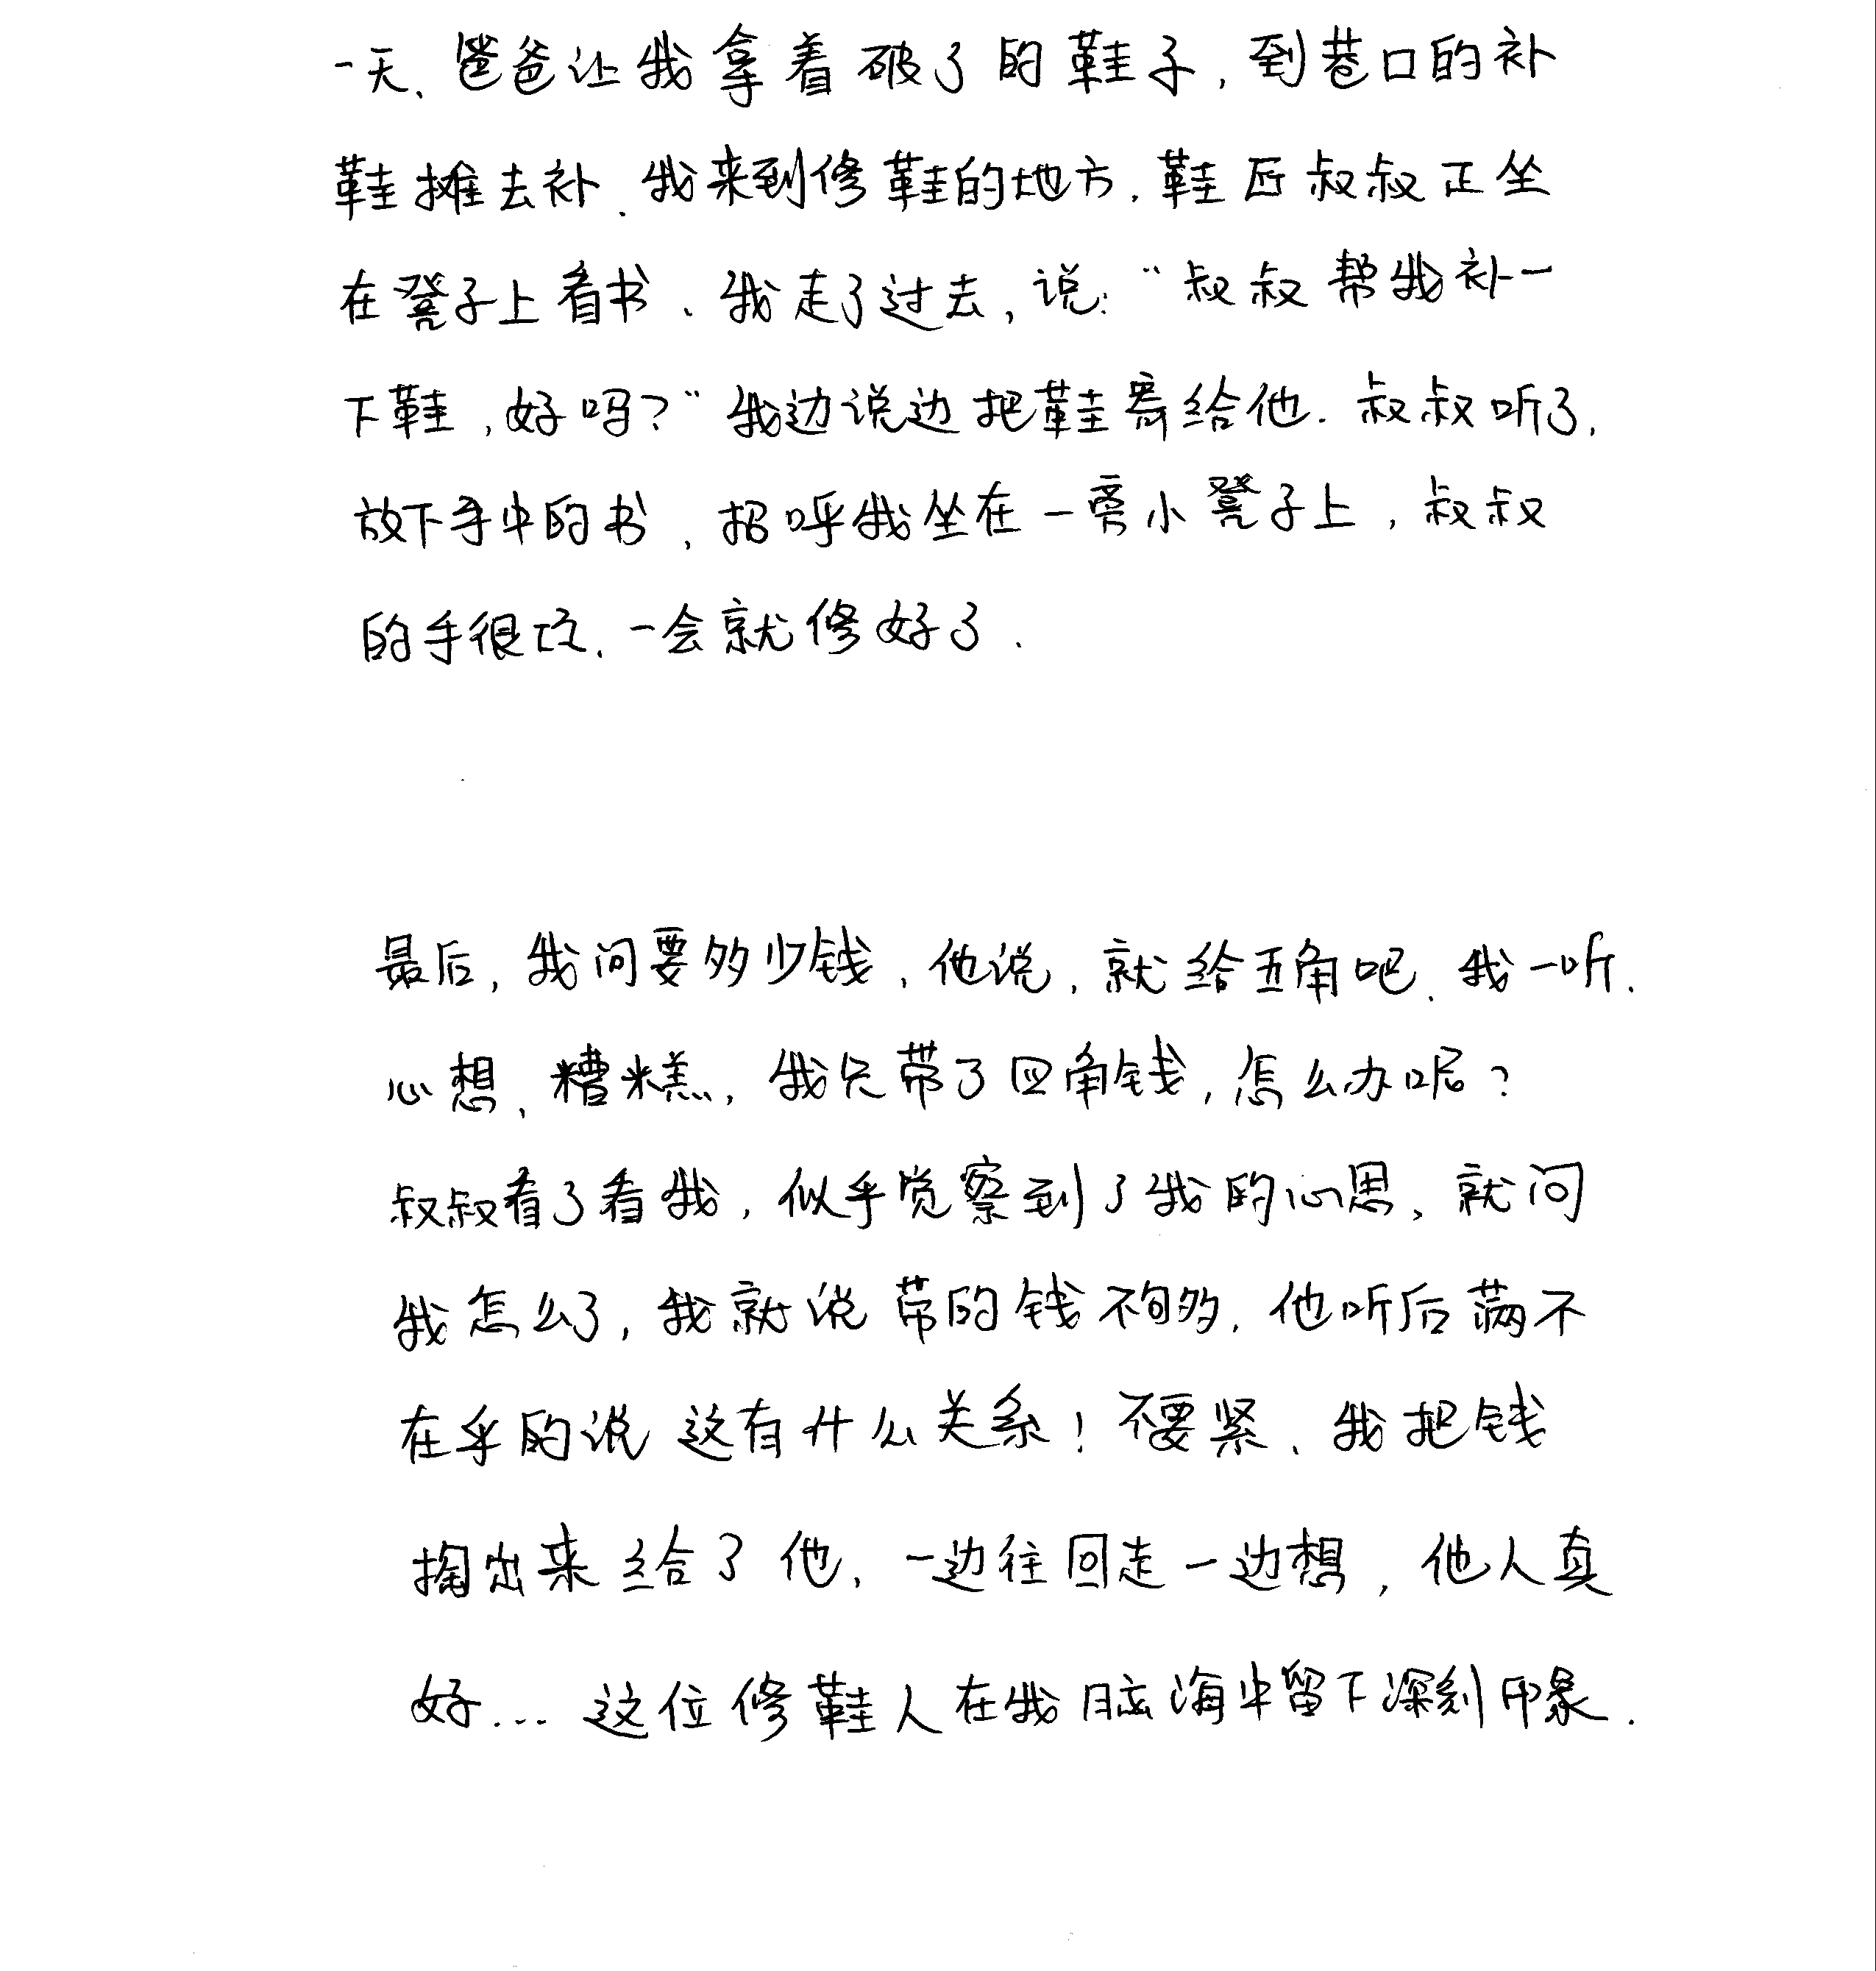 一天、爸爸让我拿着破了的鞋子,到巷口的补
鞋摊去补.我来到修鞋的地方.鞋匠叔叔正坐
在凳子上看书、我走了过去,说:“叔叔帮我补一
下鞋,好吗?”我边说边把鞋寄给他.叔叔听了,
放下手中的书,招呼我坐在一旁小凳子上,叔叔
的手很巧.一会就修好了.
最后,我问要多少钱,他说,就给五角吧.我一听.
心想、糟糕,我只带了四角钱,怎么办呢?
叔叔看了看我,似乎觉察到了我的心思、就问
我怎么了,我就说带的钱不够多,他听后满不
在乎的说 这有什么关系!不要紧、我把钱
掏出来给了他,一边往回走一边想,他人真
好...这位修鞋人在我脑海中留下深刻印象.